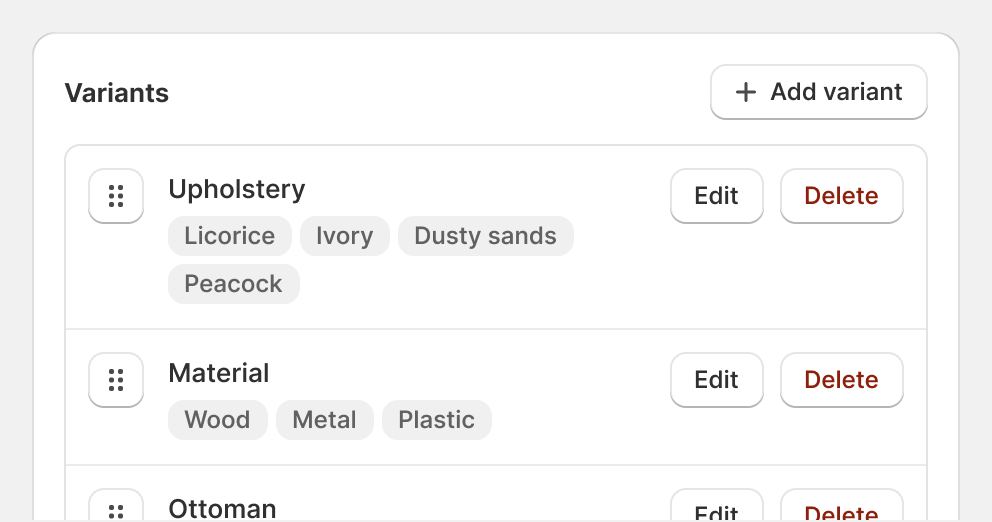 Variants
+ Add variant
Upholstery
Edit
Delete
Licorice Ivory Dusty sands
Peacock
Material
Edit
Delete
Wood Metal Plastic
Ottoman
Edit
Delete